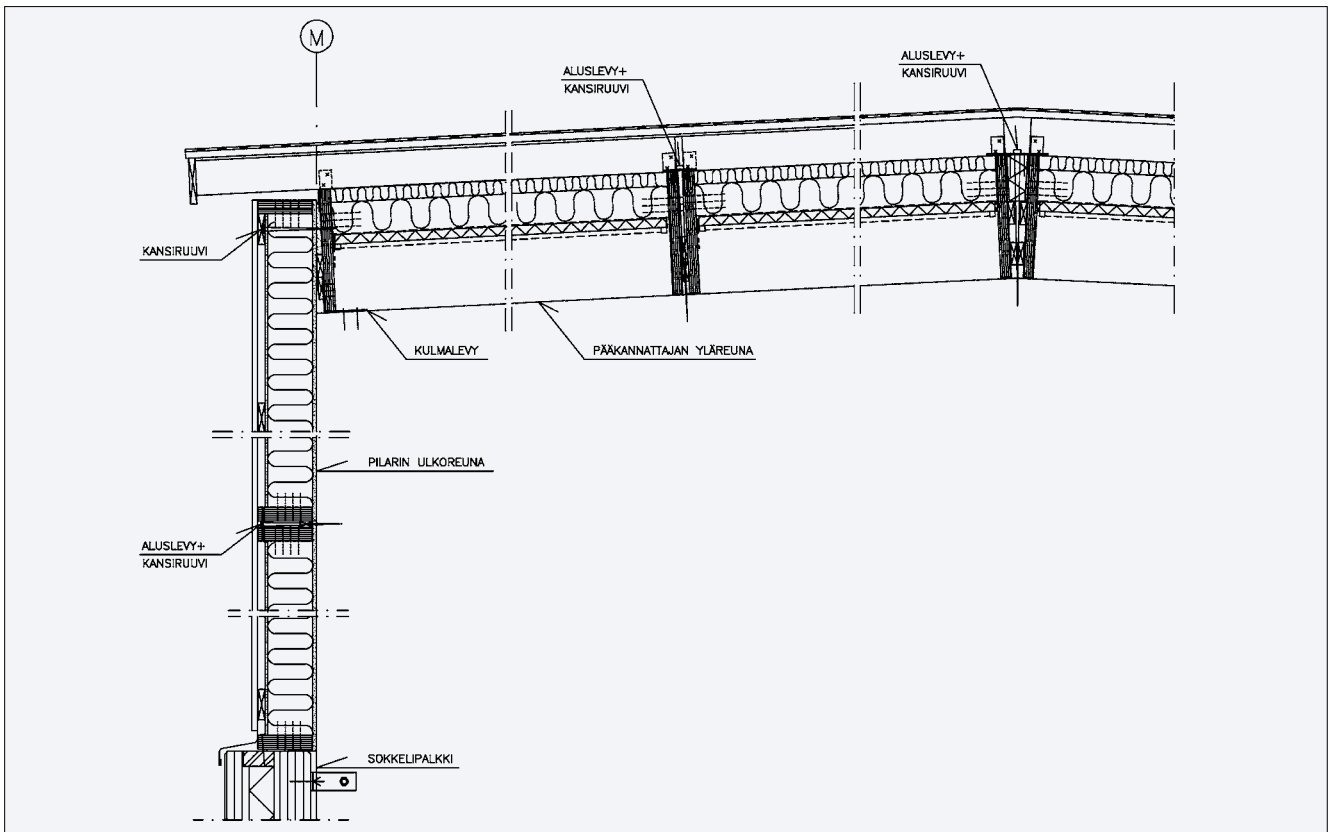 M
ALUSLEVY+
KANSIRUUVI
ALUSLEVY+
KANSIRUUVI
KANSIRUUVI
KULMALEVY
PÄÄKANNATTAJAN YLÄREUNA
PILARIN ULKOREUNA
ALUSLEVY+
KANSIRUUVI
SOKKELIPALKKI